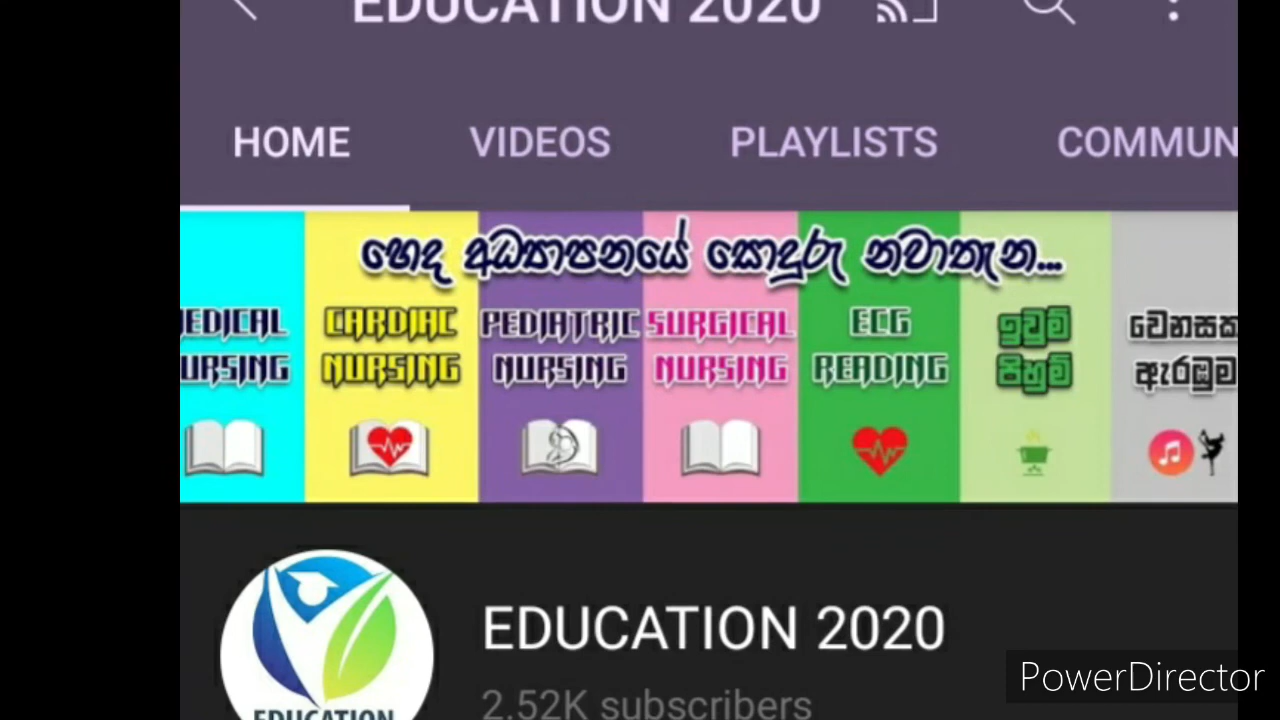 EDUCATION 2020
HOME VIDEOS PLAYLISTS COMMUN
හෙද අධ්‍යාපනයේ සොදුරු නවාතැන...
EDICAL CARDIAC PEDIATRIC SURGICAL ECG ඉවුම් වෙනසක
URSING NURSING NURSING NURSING READING පිහුම් ඇරඹුම
EDUCATION 2020
2.52K subscribers
EDUCATION
PowerDirector